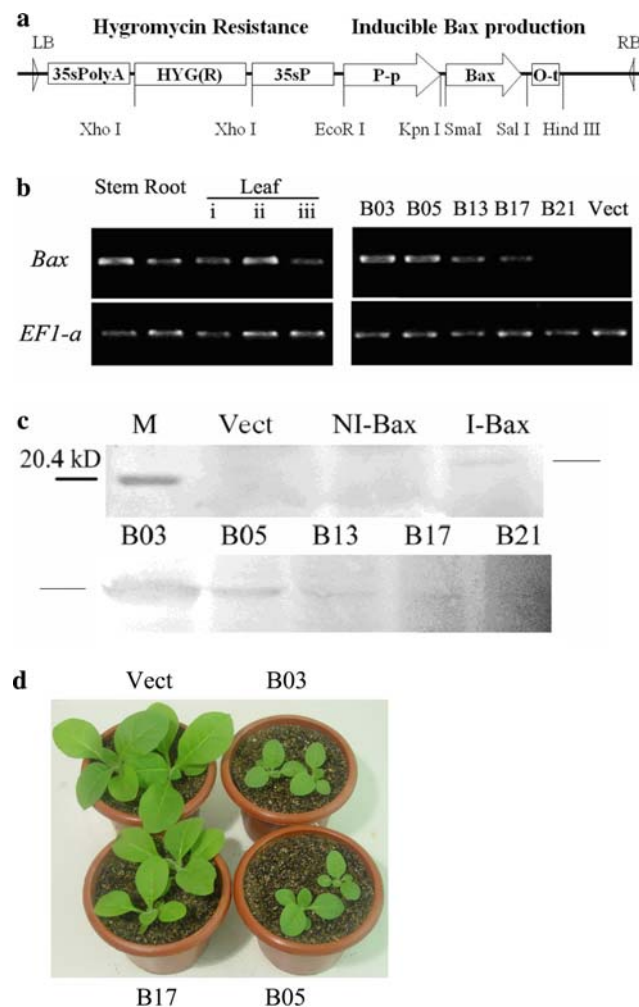 a
Hygromycin Resistance Inducible Bax production
LB RB
35sPolyA HYG(R) 35sP P-p Bax O-t
Xho I Xho I EcoR I Kpn I SmaI Sal I Hind III
b
Stem Root Leaf
i ii iii
B03 B05 B13 B17 B21 Vect
Bax
EF1-a
c
M Vect NI-Bax I-Bax
20.4 kD
B03 B05 B13 B17 B21
d
Vect B03
B17 B05